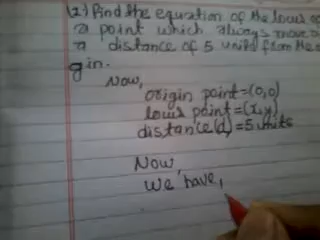 (2) Find the equation of the locus of
a point which always move
a distance of 5 units from the
gin.
Now,
origin point=(0,0)
locus point=(x,y)
distance(d)=5 units
Now,
We have,